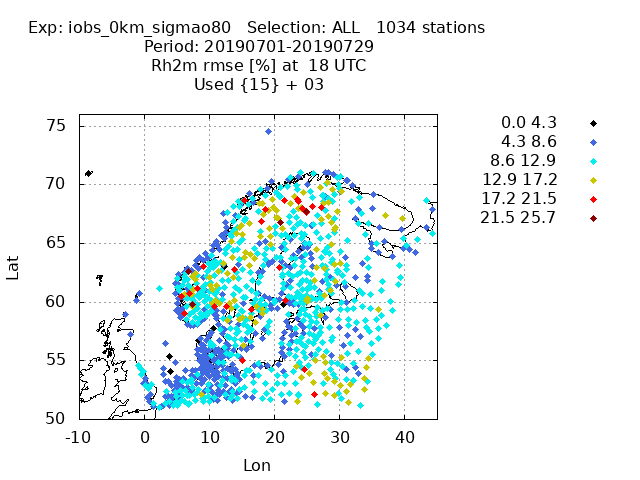 Exp: iobs_0km_sigmao80   Selection: ALL   1034 stations
Period: 20190701-20190729
Rh2m rmse [%] at  18 UTC
Used {15} + 03
0.0 4.3
4.3 8.6
8.6 12.9
12.9 17.2
17.2 21.5
21.5 25.7
75
70
65
60
55
50
Lat
-10 0 10 20 30 40
Lon